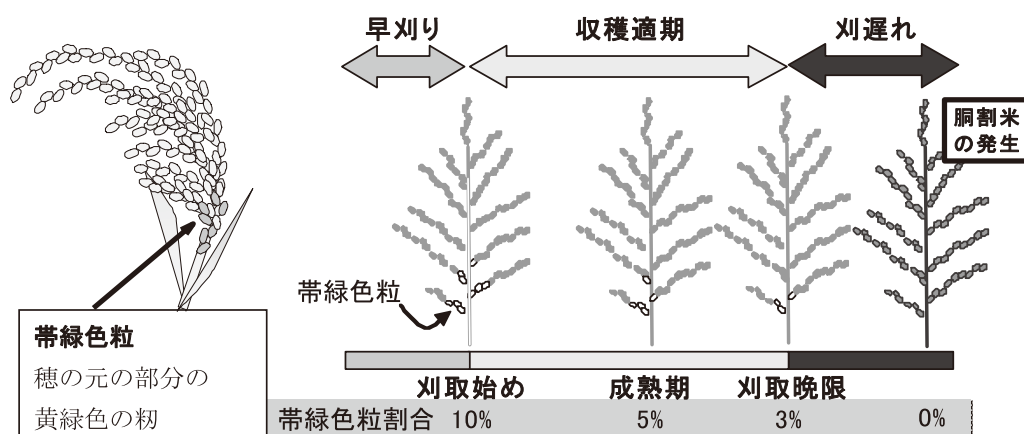 早刈り
収穫適期
刈遅れ
胴割米
の発生
帯緑色粒
帯緑色粒
穂の元の部分の
黄緑色の籾
刈取始め
成熟期
刈取晩限
帯緑色粒割合 10% 5% 3% 0%